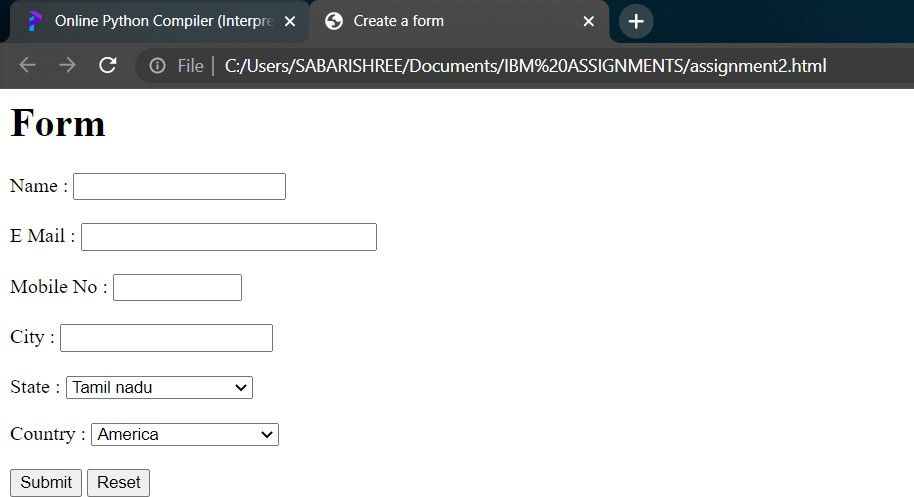 Online Python Compiler (Interpre
Create a form
File | C:/Users/SABARISHREE/Documents/IBM%20ASSIGNMENTS/assignment2.html
Form
Name :
E Mail :
Mobile No :
City :
State : Tamil nadu
Country : America
Submit Reset